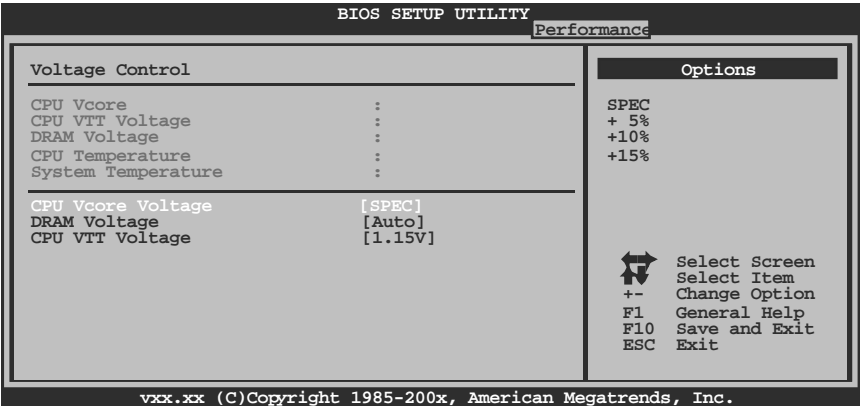 BIOS SETUP UTILITY
Performance
Voltage Control
CPU Vcore :
CPU VTT Voltage :
DRAM Voltage :
CPU Temperature :
System Temperature :
CPU Vcore Voltage [SPEC]
DRAM Voltage [Auto]
CPU VTT Voltage [1.15V]
Options
SPEC
+ 5%
+10%
+15%
Select Screen
Select Item
+- Change Option
F1 General Help
F10 Save and Exit
ESC Exit
vxx.xx (C)Copyright 1985-200x, American Megatrends, Inc.